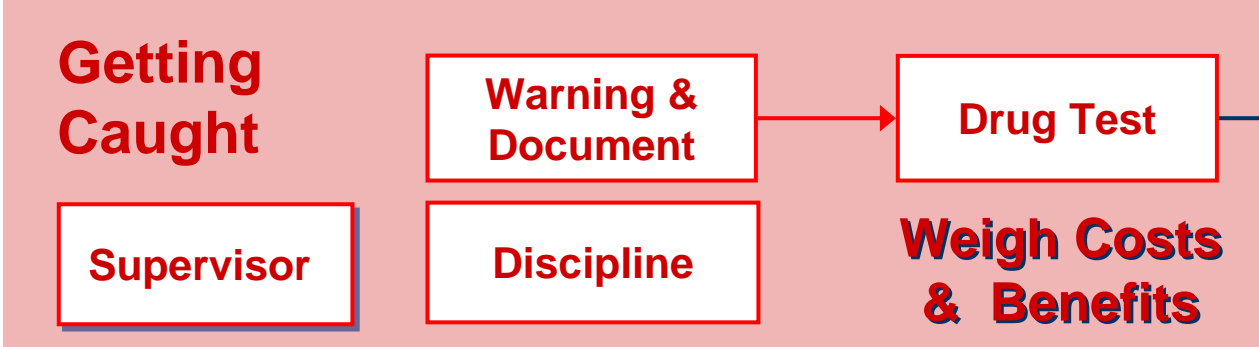 Getting
Caught
Warning &
Document
Drug Test
Supervisor
Discipline
Weigh Costs
& Benefits